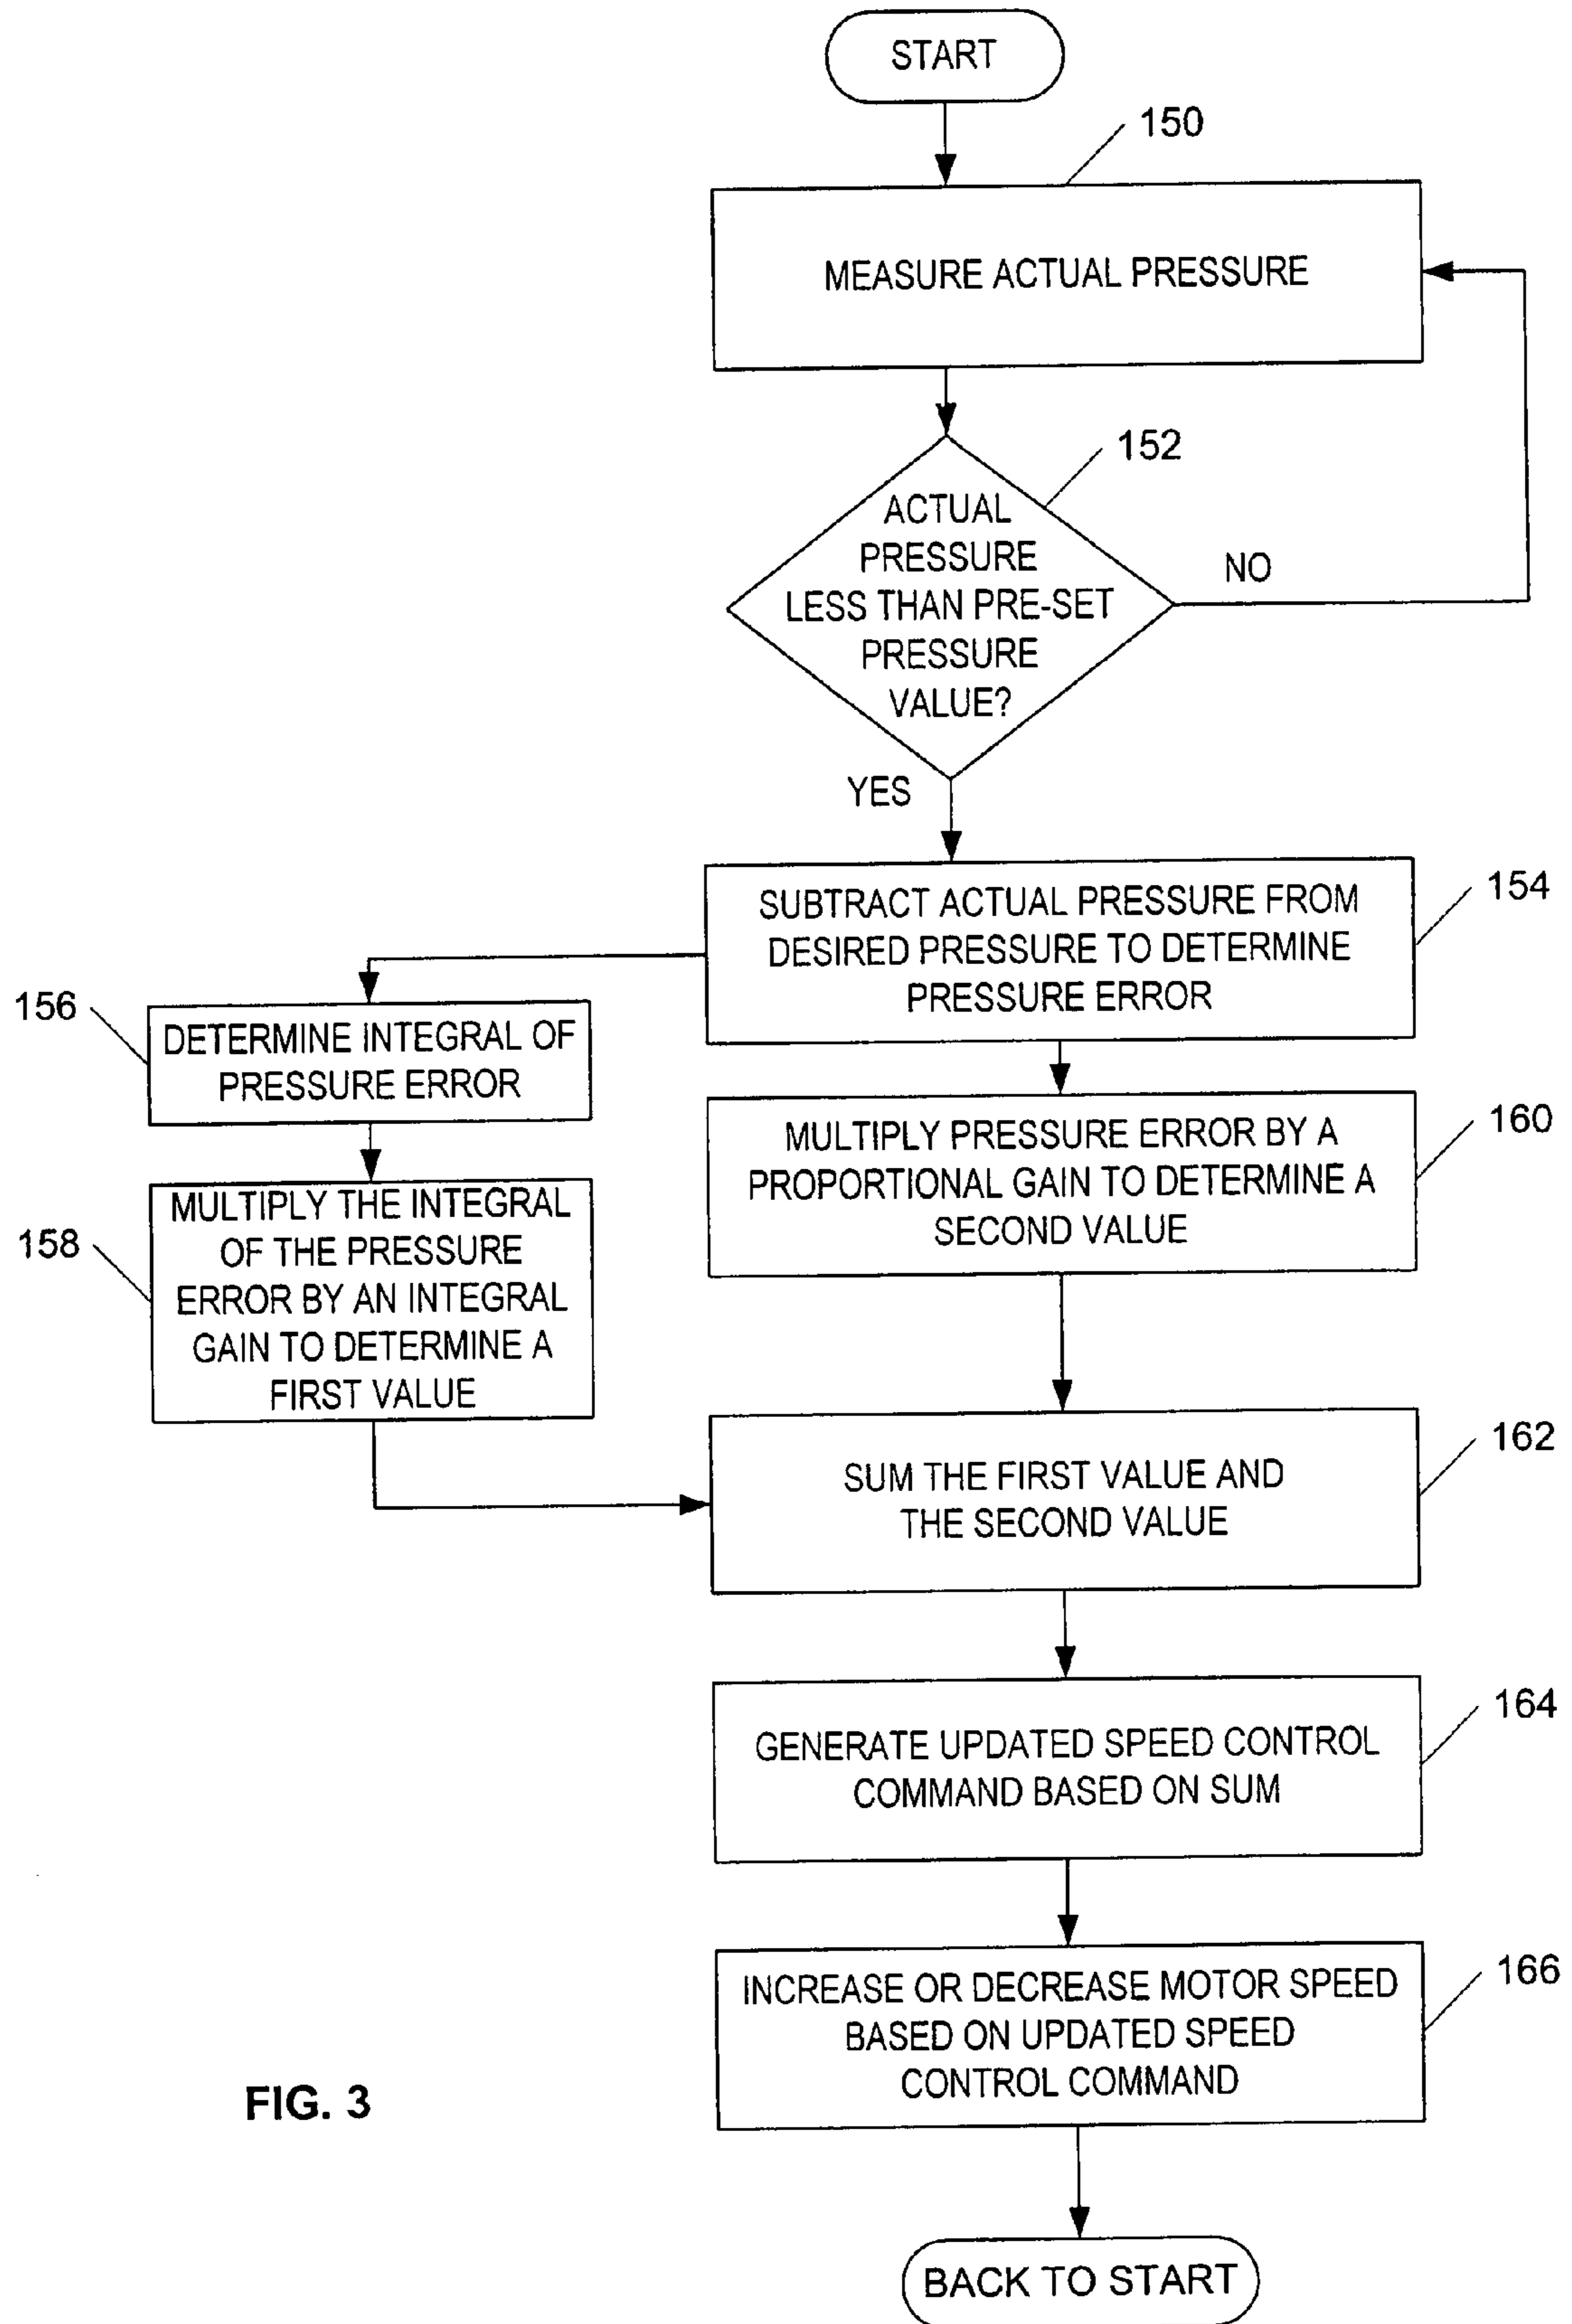 START
150
MEASURE ACTUAL PRESSURE
152
ACTUAL
PRESSURE
LESS THAN PRE-SET
PRESSURE
VALUE?
NO
YES
154
SUBTRACT ACTUAL PRESSURE FROM
DESIRED PRESSURE TO DETERMINE
PRESSURE ERROR
156
DETERMINE INTEGRAL OF
PRESSURE ERROR
160
MULTIPLY PRESSURE ERROR BY A
PROPORTIONAL GAIN TO DETERMINE A
SECOND VALUE
158
MULTIPLY THE INTEGRAL
OF THE PRESSURE
ERROR BY AN INTEGRAL
GAIN TO DETERMINE A
FIRST VALUE
162
SUM THE FIRST VALUE AND
THE SECOND VALUE
164
GENERATE UPDATED SPEED CONTROL
COMMAND BASED ON SUM
166
INCREASE OR DECREASE MOTOR SPEED
BASED ON UPDATED SPEED
CONTROL COMMAND
FIG. 3
BACK TO START